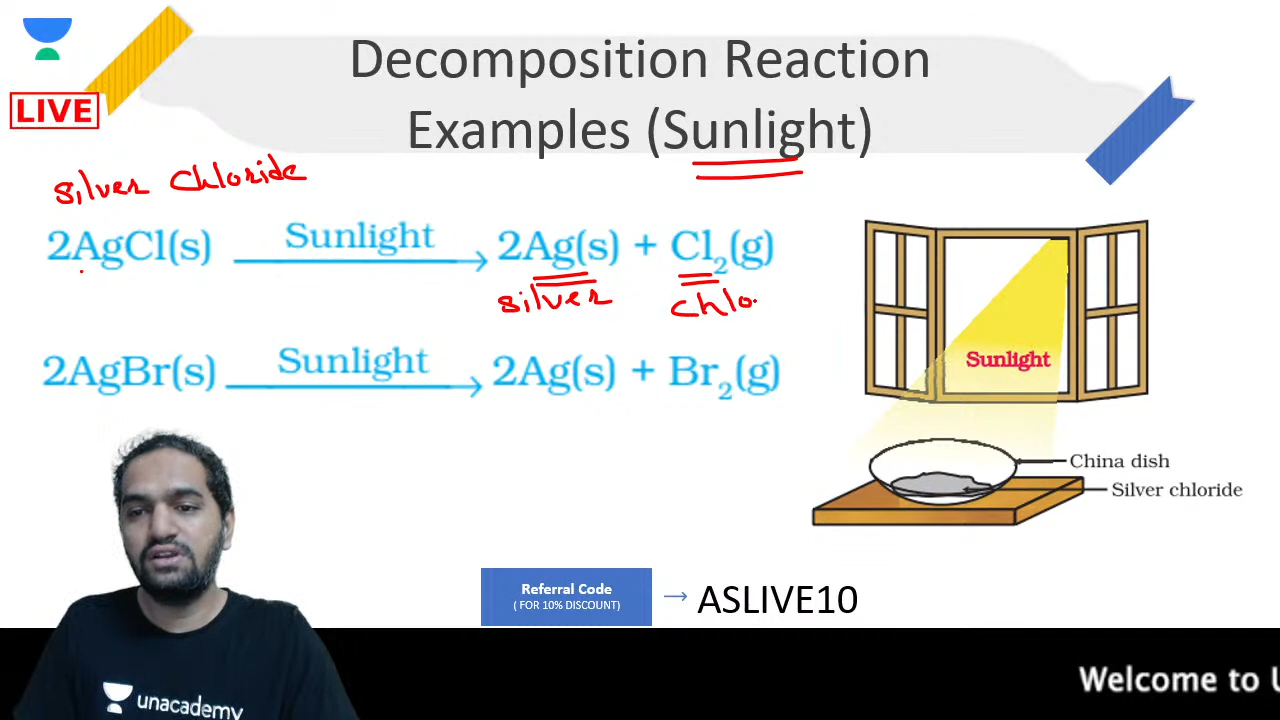 LIVE
Decomposition Reaction
Examples (Sunlight)
Silver Chloride
2AgCl(s) Sunlight → 2Ag(s) + Cl₂(g)
silver chlo
2AgBr(s) Sunlight → 2Ag(s) + Br₂(g)
Sunlight
China dish
Silver chloride
Referral Code
( FOR 10% DISCOUNT)
→ ASLIVE10
unacademy
Welcome to U